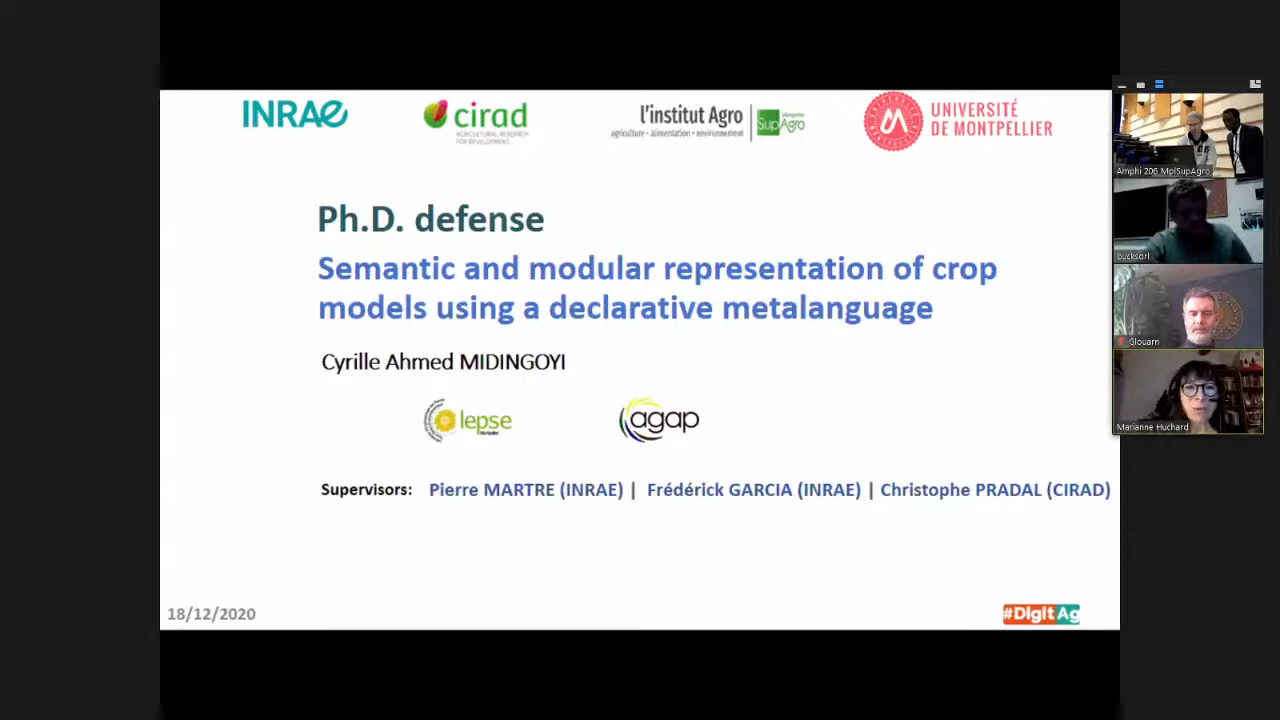 INRAE
cirad
AGRICULTURAL RESEARCH
FOR DEVELOPMENT
l'institut Agro
agriculture • alimentation • environnement
SupAgro
UNIVERSITÉ
DE MONTPELLIER
Ph.D. defense
Semantic and modular representation of crop
models using a declarative metalanguage
Cyrille Ahmed MIDINGOYI
lepse
agap
Supervisors: Pierre MARTRE (INRAE) | Frédérick GARCIA (INRAE) | Christophe PRADAL (CIRAD)
18/12/2020
#DigitAg
Amphi 206 MplSupAgro
bucksorl
Glouarn
Marianne Huchard